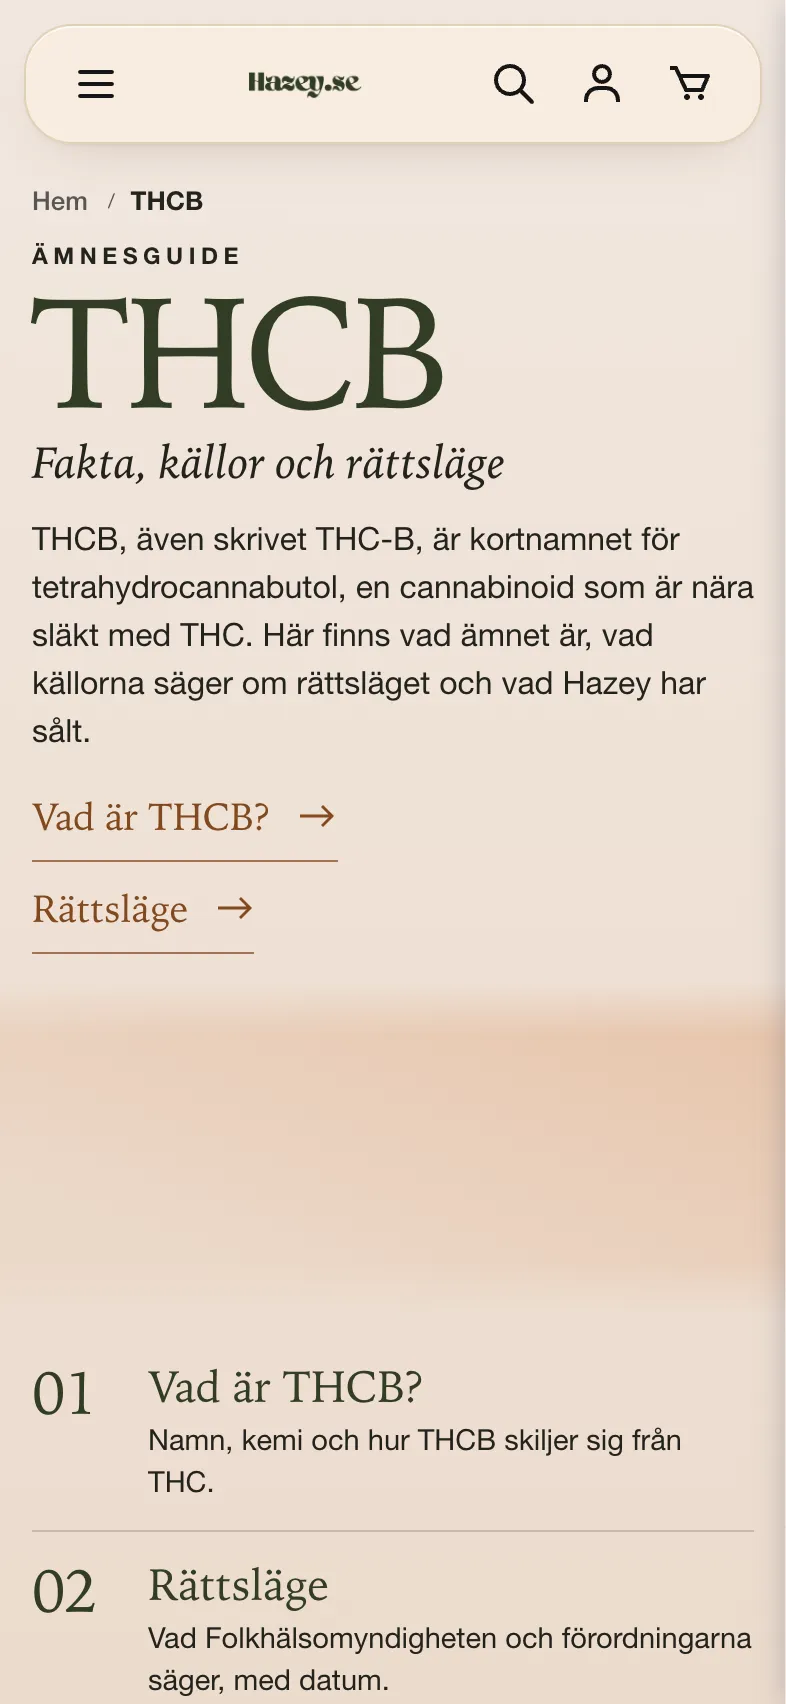 Hazey.se
Hem / THCB
ÄMNESGUIDE
THCB
Fakta, källor och rättsläge
THCB, även skrivet THC-B, är kortnamnet för
tetrahydrocannabutol, en cannabinoid som är nära
släkt med THC. Här finns vad ämnet är, vad
källorna säger om rättsläget och vad Hazey har
sålt.
Vad är THCB? →
Rättsläge →
01 Vad är THCB?
Namn, kemi och hur THCB skiljer sig från
THC.
02 Rättsläge
Vad Folkhälsomyndigheten och förordningarna
säger, med datum.